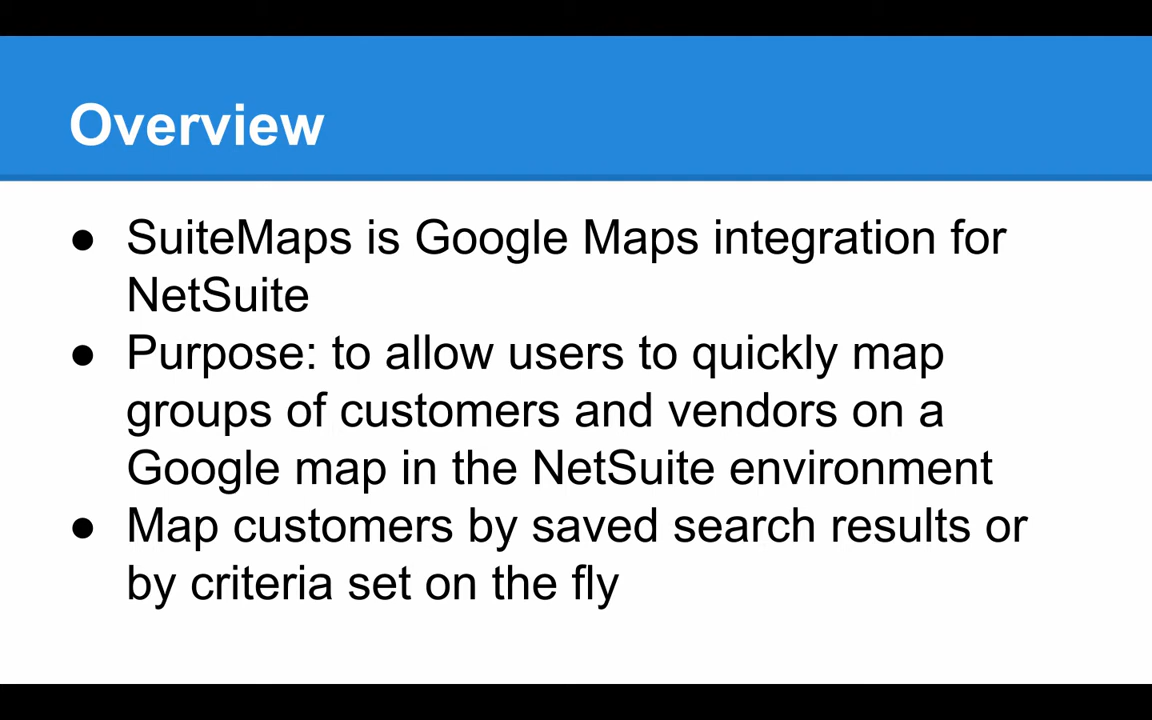 Overview
● SuiteMaps is Google Maps integration for
NetSuite
● Purpose: to allow users to quickly map
groups of customers and vendors on a
Google map in the NetSuite environment
● Map customers by saved search results or
by criteria set on the fly